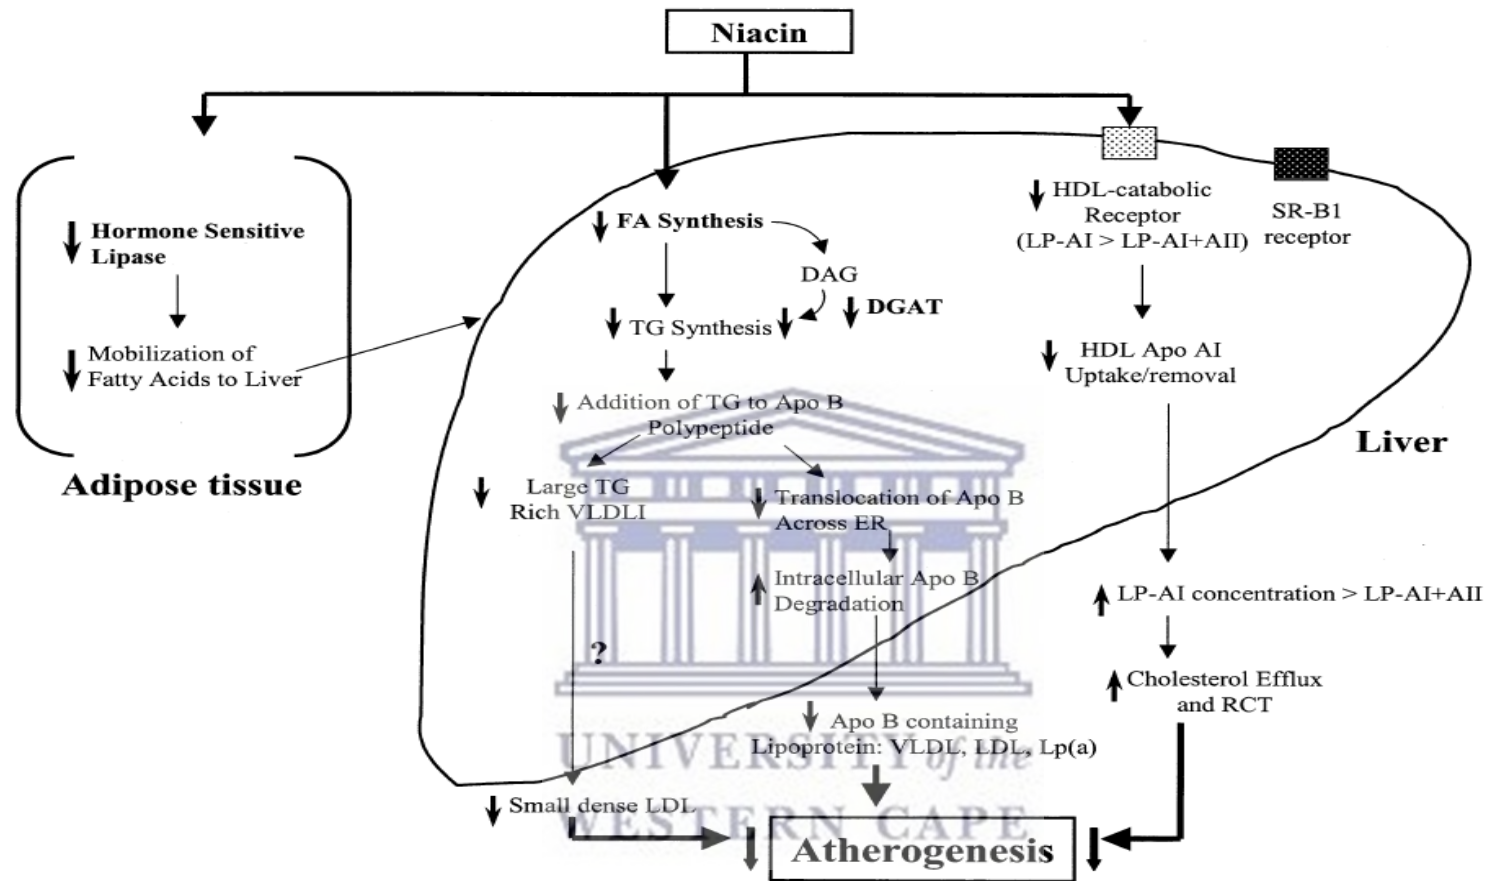 Niacin
Hormone Sensitive
Lipase
Mobilization of
Fatty Acids to Liver
Adipose tissue
FA Synthesis
DAG
DGAT
TG Synthesis
Addition of TG to Apo B
Polypeptide
Large TG
Rich VLDLI
Translocation of Apo B
Across ER
Intracellular Apo B
Degradation
?
Apo B containing
Lipoprotein: VLDL, LDL, Lp(a)
Small dense LDL
HDL-catabolic
Receptor
(LP-AI > LP-AI+AII)
SR-B1
receptor
HDL Apo AI
Uptake/removal
Liver
LP-AI concentration > LP-AI+AII
Cholesterol Efflux
and RCT
Atherogenesis
UNIVERSITY of the
WESTERN CAPE